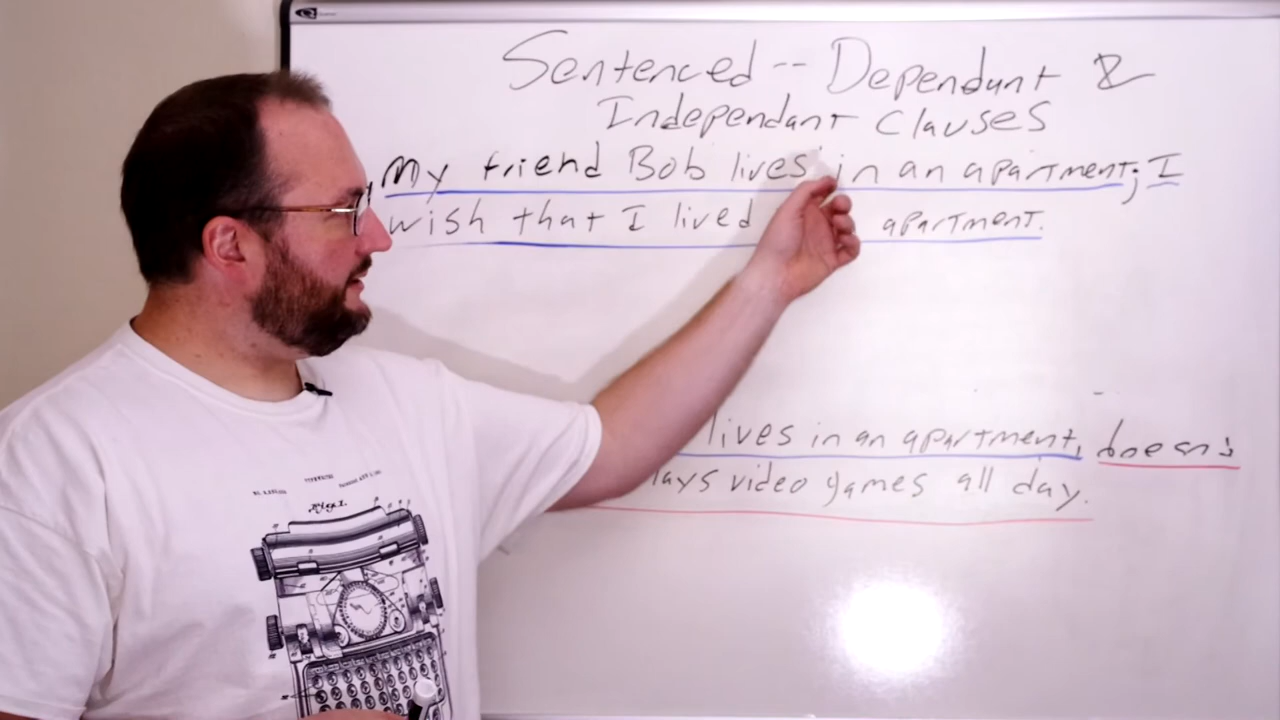 Sentenced -- Dependant &
Independant Clauses
My friend Bob lives in an apartment; I
wish that I lived apartment.
lives in an apartment, doesn't
lays video games all day.